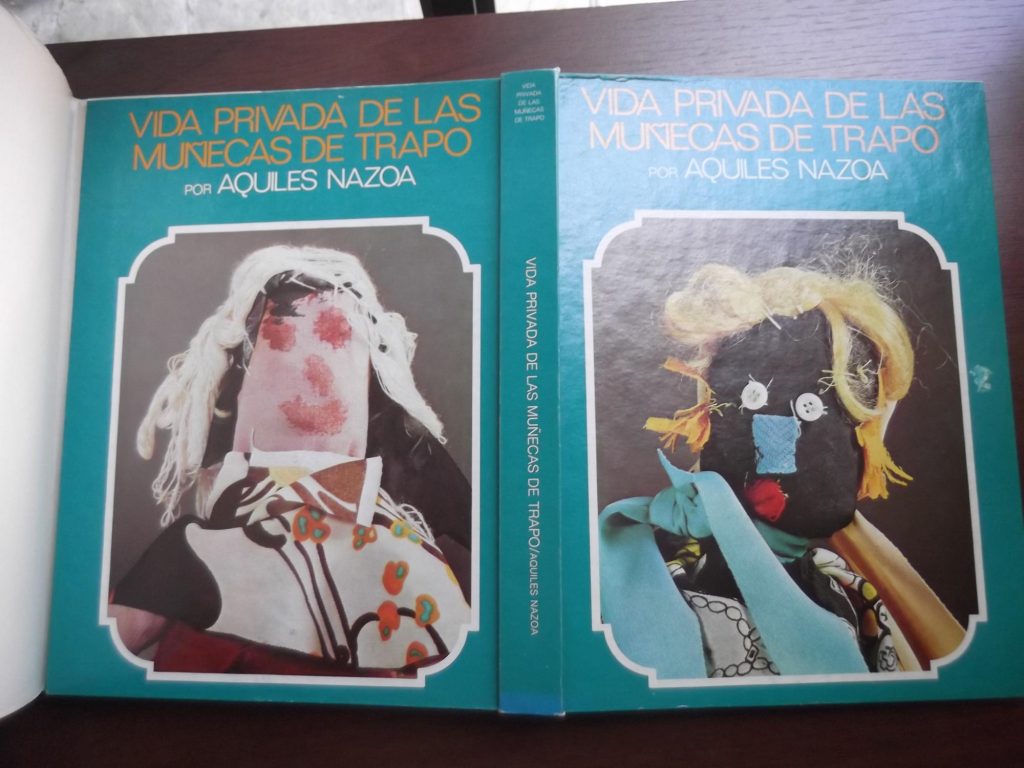 VIDA PRIVADA DE LAS
MUÑECAS DE TRAPO
POR AQUILES NAZOA
VIDA
PRIVADA
DE LAS
MUÑECAS
DE TRAPO
VIDA PRIVADA DE LAS MUÑECAS DE TRAPO/AQUILES NAZOA
VIDA PRIVADA DE LAS
MUÑECAS DE TRAPO
POR AQUILES NAZOA